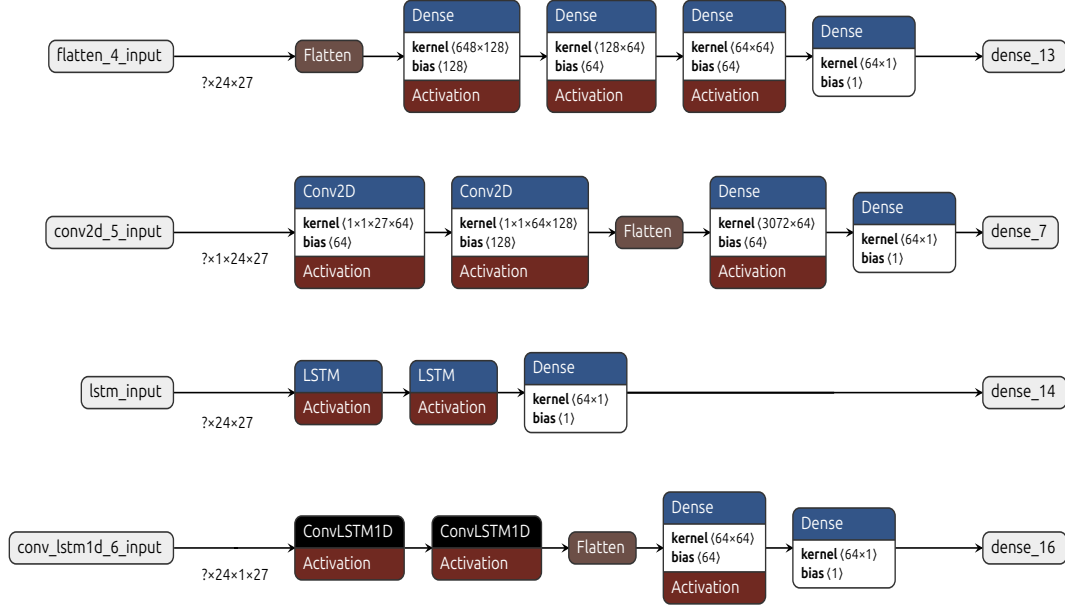 flatten_4_input
?×24×27
Flatten
Dense
kernel ⟨648×128⟩
bias ⟨128⟩
Activation
Dense
kernel ⟨128×64⟩
bias ⟨64⟩
Activation
Dense
kernel ⟨64×64⟩
bias ⟨64⟩
Activation
Dense
kernel ⟨64×1⟩
bias ⟨1⟩
dense_13
conv2d_5_input
?×1×24×27
Conv2D
kernel ⟨1×1×27×64⟩
bias ⟨64⟩
Activation
Conv2D
kernel ⟨1×1×64×128⟩
bias ⟨128⟩
Activation
Flatten
Dense
kernel ⟨3072×64⟩
bias ⟨64⟩
Activation
Dense
kernel ⟨64×1⟩
bias ⟨1⟩
dense_7
lstm_input
?×24×27
LSTM
Activation
LSTM
Activation
Dense
kernel ⟨64×1⟩
bias ⟨1⟩
dense_14
conv_lstm1d_6_input
?×24×1×27
ConvLSTM1D
Activation
ConvLSTM1D
Activation
Flatten
Dense
kernel ⟨64×64⟩
bias ⟨64⟩
Activation
Dense
kernel ⟨64×1⟩
bias ⟨1⟩
dense_16